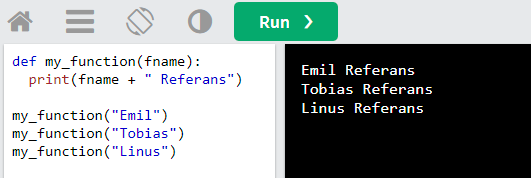 Run ❯
def my_function(fname):
  print(fname + " Referans")
my_function("Emil")
my_function("Tobias")
my_function("Linus")
Emil Referans
Tobias Referans
Linus Referans